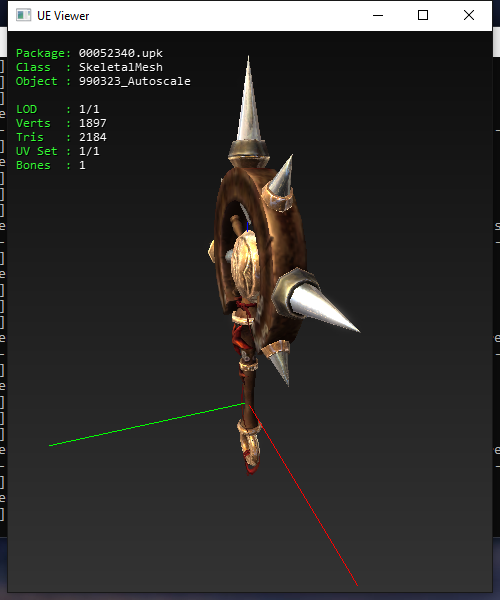 UE Viewer
Package: 00052340.upk
Class : SkeletalMesh
Object : 990323_Autoscale
LOD : 1/1
Verts : 1897
Tris : 2184
UV Set : 1/1
Bones : 1